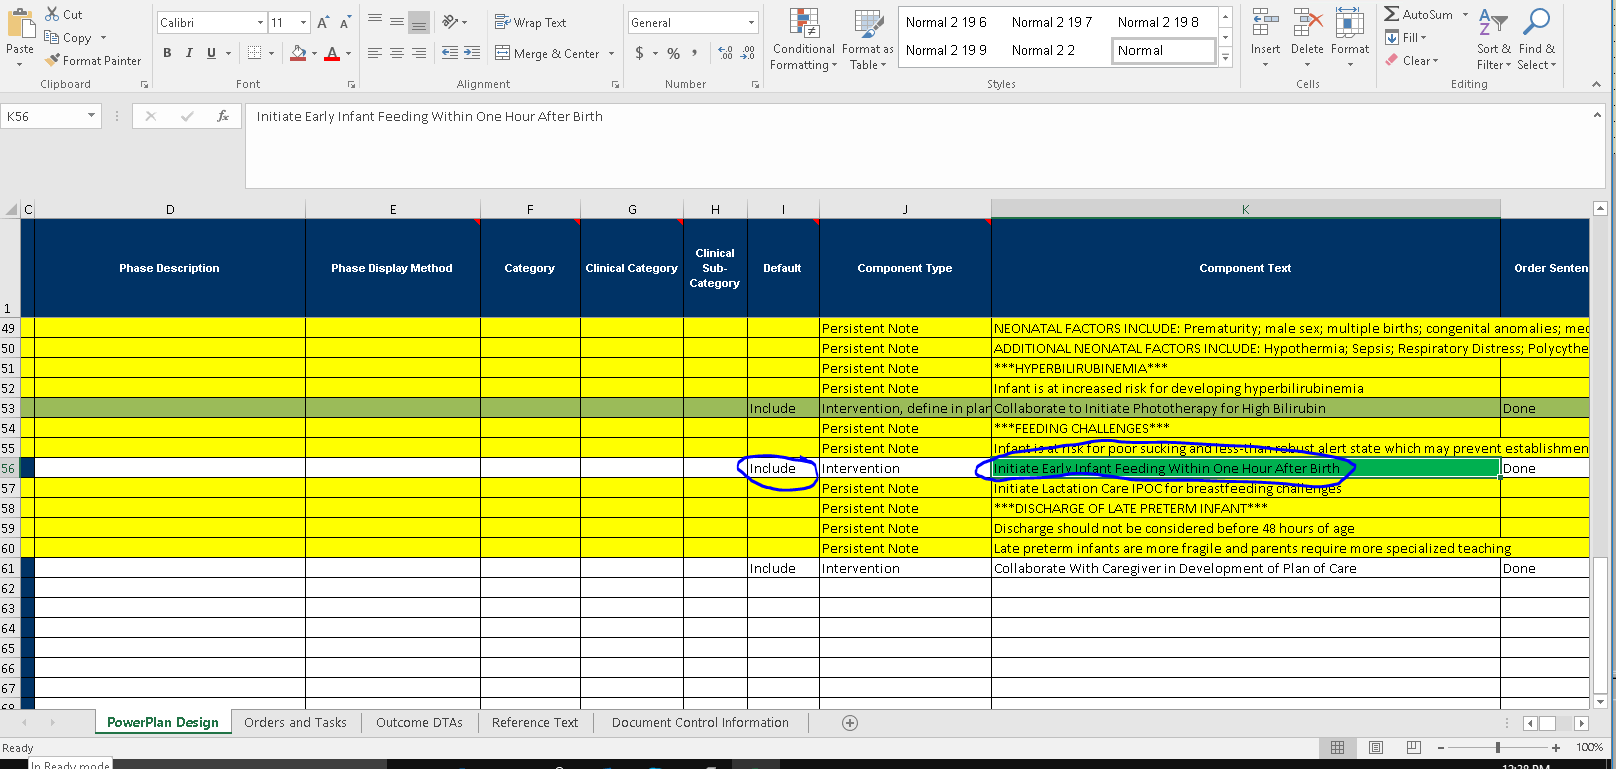 Cut
Copy
Format Painter
Paste
Clipboard
Calibri
11
B I U
Font
Wrap Text
Merge & Center
Alignment
General
$ % ,
Number
Conditional Formatting
Format as Table
Normal 2 19 6
Normal 2 19 7
Normal 2 19 8
Normal 2 19 9
Normal 2 2
Normal
Styles
Insert
Delete
Format
Cells
AutoSum
Fill
Clear
Sort & Filter
Find & Select
Editing
K56
fx
Initiate Early Infant Feeding Within One Hour After Birth
C D E F G H I J K
1 Phase Description Phase Display Method Category Clinical Category Clinical Sub-Category Default Component Type Component Text Order Senten
49 Persistent Note NEONATAL FACTORS INCLUDE: Prematurity; male sex; multiple births; congenital anomalies; med
50 Persistent Note ADDITIONAL NEONATAL FACTORS INCLUDE: Hypothermia; Sepsis; Respiratory Distress; Polycythe
51 Persistent Note ***HYPERBILIRUBINEMIA***
52 Persistent Note Infant is at increased risk for developing hyperbilirubinemia
53 Include Intervention, define in plan Collaborate to Initiate Phototherapy for High Bilirubin Done
54 Persistent Note ***FEEDING CHALLENGES***
55 Persistent Note Infant is at risk for poor sucking and less-than robust alert state which may prevent establishmen
56 Include Intervention Initiate Early Infant Feeding Within One Hour After Birth Done
57 Persistent Note Initiate Lactation Care IPOC for breastfeeding challenges
58 Persistent Note ***DISCHARGE OF LATE PRETERM INFANT***
59 Persistent Note Discharge should not be considered before 48 hours of age
60 Persistent Note Late preterm infants are more fragile and parents require more specialized teaching
61 Include Intervention Collaborate With Caregiver in Development of Plan of Care Done
62
63
64
65
66
67
68
PowerPlan Design Orders and Tasks Outcome DTAs Reference Text Document Control Information
Ready
100%
In Ready mode
12:28 PM